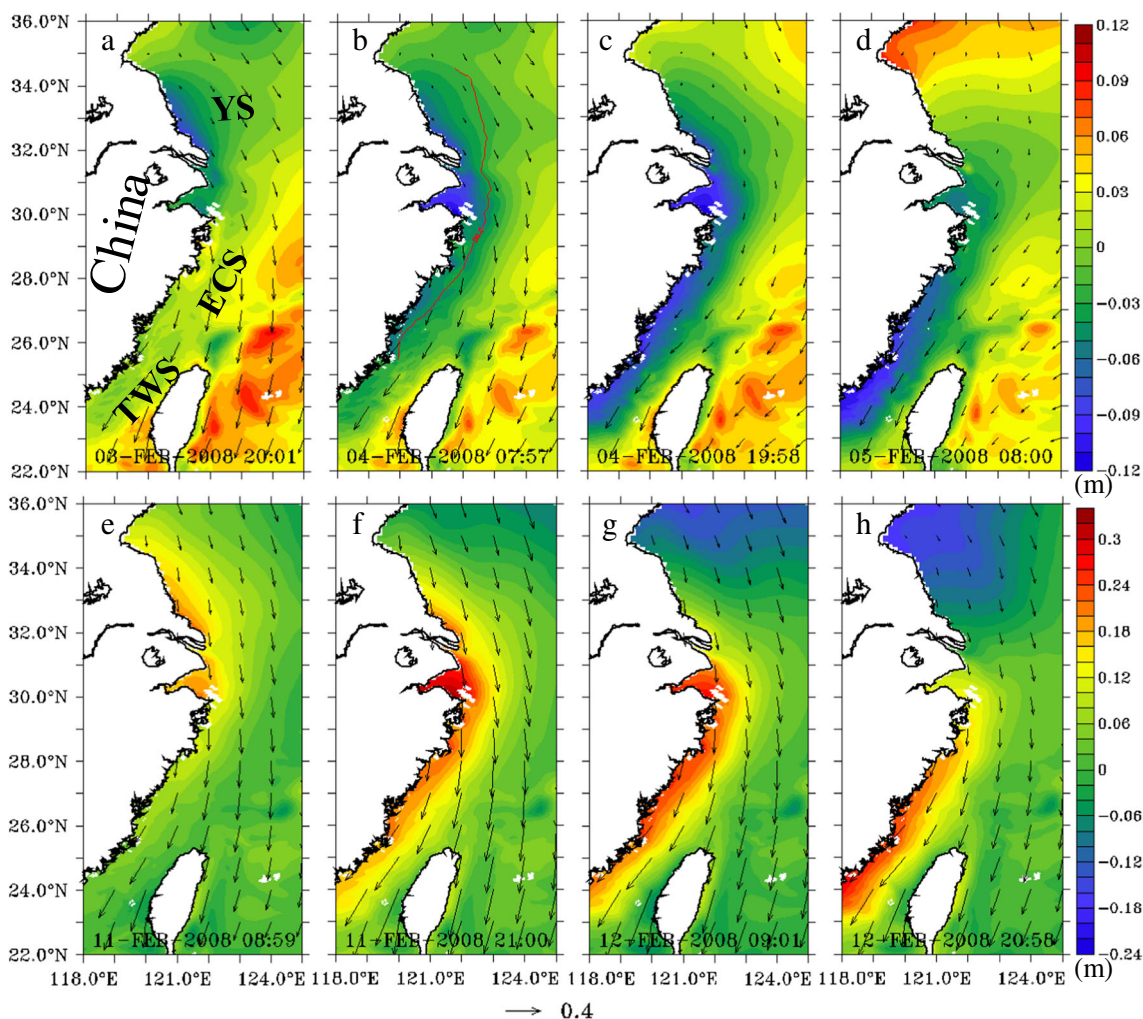 36.0°N
34.0°N
32.0°N
30.0°N
28.0°N
26.0°N
24.0°N
22.0°N
a
YS
China
ECS
TWS
03-FEB-2008 20:01
b
04-FEB-2008 07:57
c
04-FEB-2008 19:58
d
05-FEB-2008 08:00
0.12
0.09
0.06
0.03
0
-0.03
-0.06
-0.09
-0.12
(m)
36.0°N
34.0°N
32.0°N
30.0°N
28.0°N
26.0°N
24.0°N
22.0°N
e
11-FEB-2008 08:59
f
11-FEB-2008 21:00
g
12-FEB-2008 09:01
h
12-FEB-2008 20:58
0.3
0.24
0.18
0.12
0.06
0
-0.06
-0.12
-0.18
-0.24
(m)
118.0°E 121.0°E 124.0°E 118.0°E 121.0°E 124.0°E 118.0°E 121.0°E 124.0°E 118.0°E 121.0°E 124.0°E
0.4